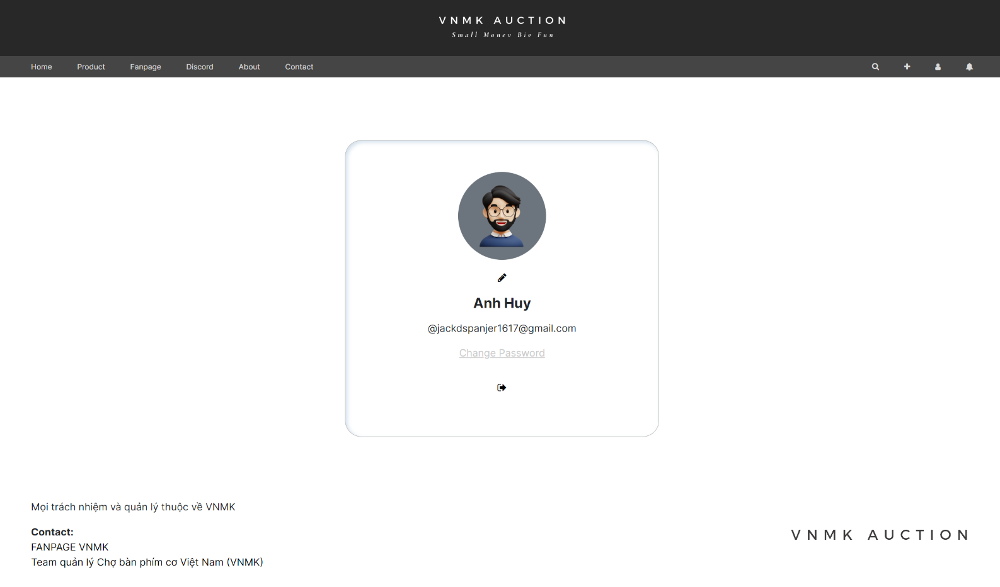 VNMK AUCTION
Small Money Big Fun
Home Product Fanpage Discord About Contact
Anh Huy
@jackdspanjer1617@gmail.com
Change Password
Mọi trách nhiệm và quản lý thuộc về VNMK
Contact:
FANPAGE VNMK
Team quản lý Chợ bàn phím cơ Việt Nam (VNMK)
VNMK AUCTION